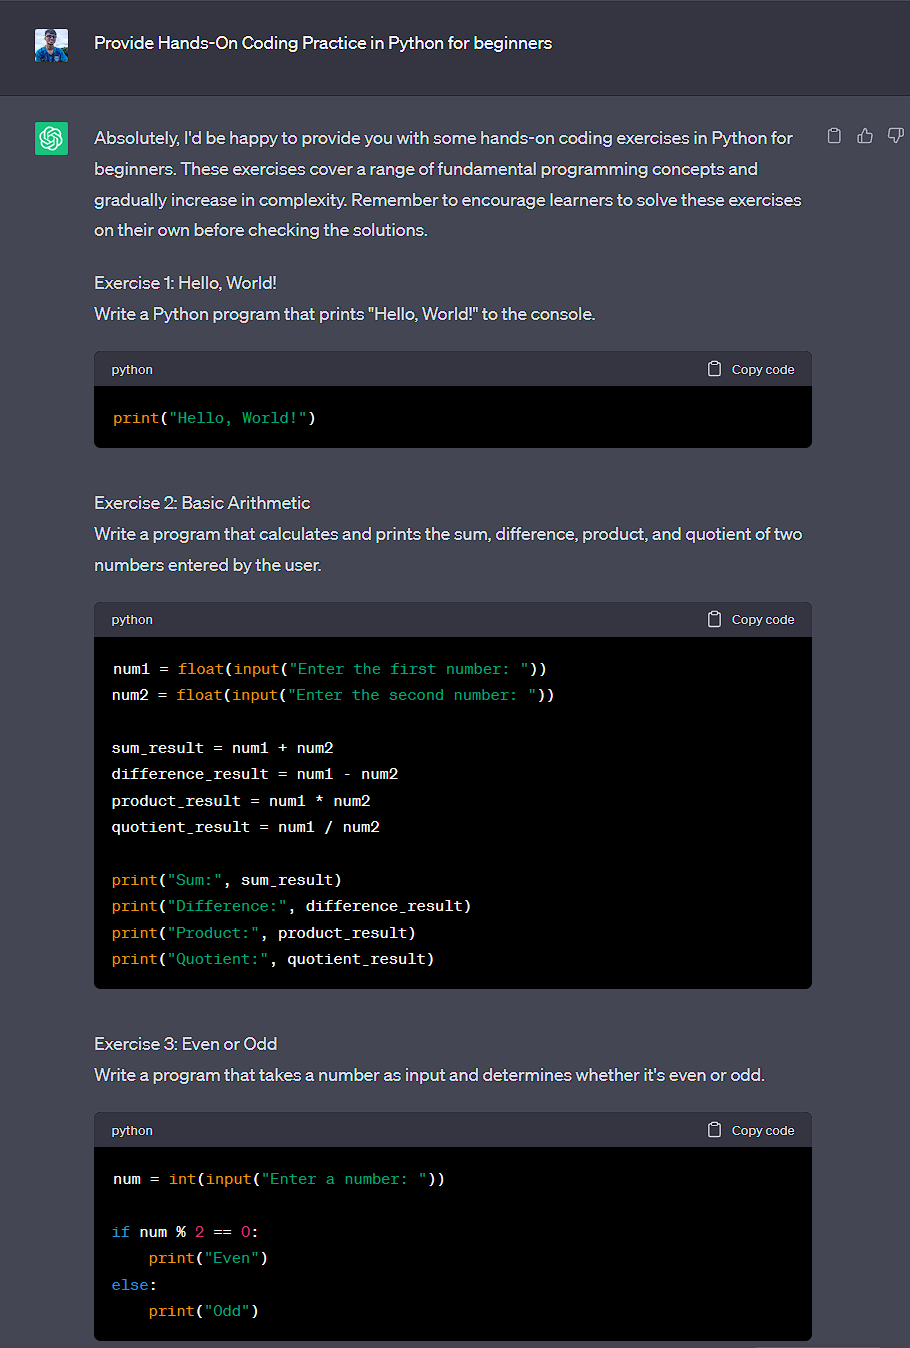 Provide Hands-On Coding Practice in Python for beginners
Absolutely, I'd be happy to provide you with some hands-on coding exercises in Python for
beginners. These exercises cover a range of fundamental programming concepts and
gradually increase in complexity. Remember to encourage learners to solve these exercises
on their own before checking the solutions.
Exercise 1: Hello, World!
Write a Python program that prints "Hello, World!" to the console.
python Copy code
print("Hello, World!")
Exercise 2: Basic Arithmetic
Write a program that calculates and prints the sum, difference, product, and quotient of two
numbers entered by the user.
python Copy code
num1 = float(input("Enter the first number: "))
num2 = float(input("Enter the second number: "))
sum_result = num1 + num2
difference_result = num1 - num2
product_result = num1 * num2
quotient_result = num1 / num2
print("Sum:", sum_result)
print("Difference:", difference_result)
print("Product:", product_result)
print("Quotient:", quotient_result)
Exercise 3: Even or Odd
Write a program that takes a number as input and determines whether it's even or odd.
python Copy code
num = int(input("Enter a number: "))
if num % 2 == 0:
    print("Even")
else:
    print("Odd")